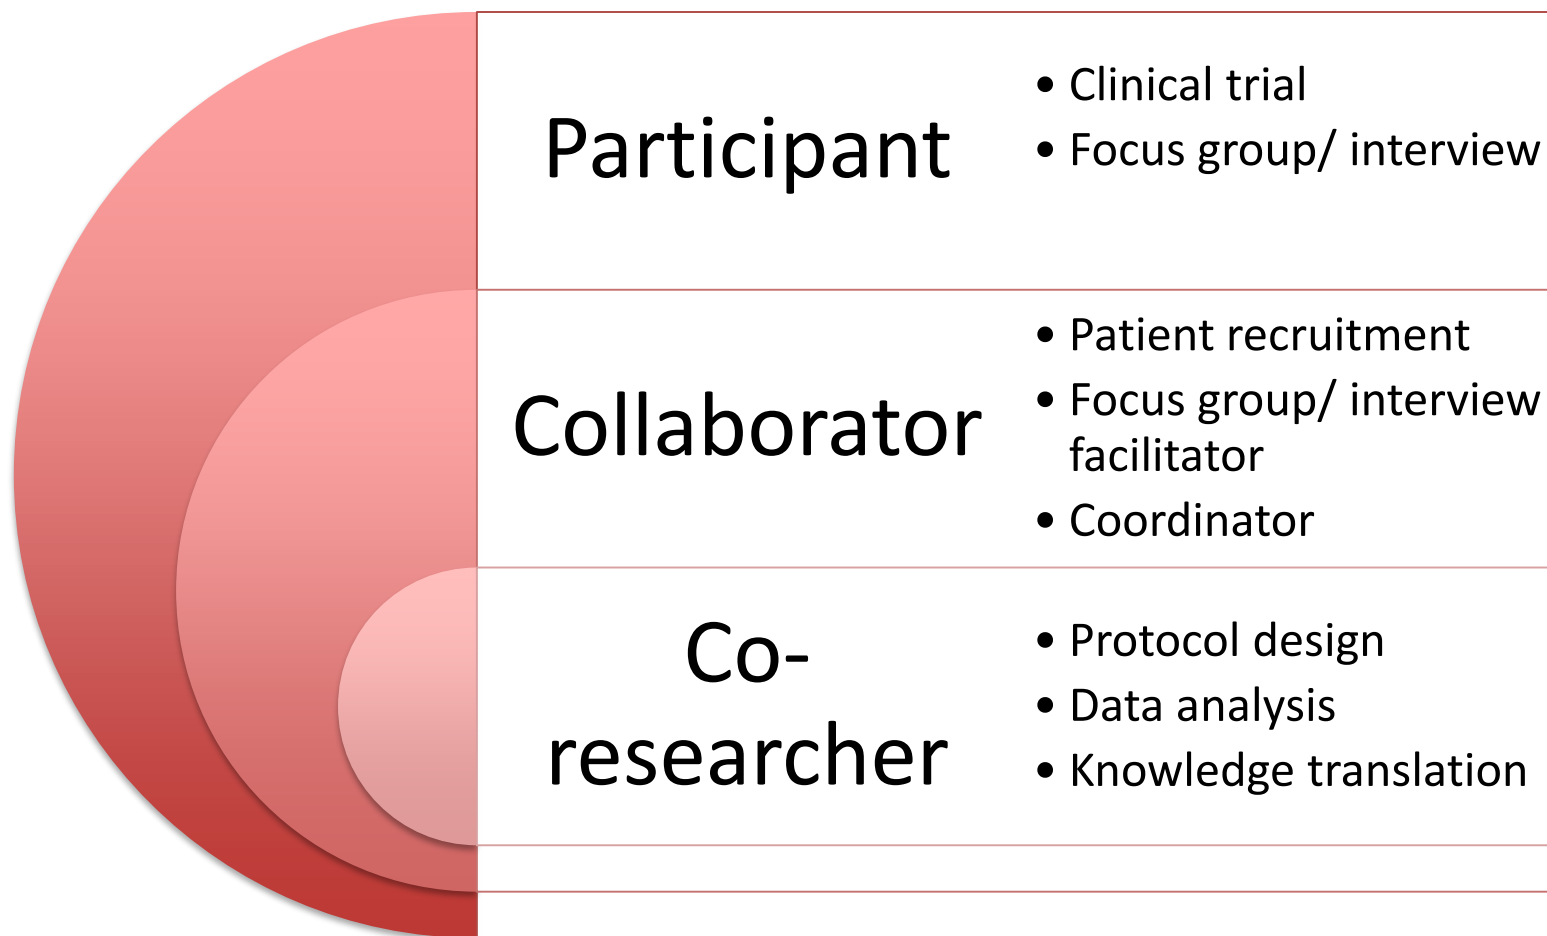 Participant
• Clinical trial
• Focus group/ interview
Collaborator
• Patient recruitment
• Focus group/ interview
facilitator
• Coordinator
Co-
researcher
• Protocol design
• Data analysis
• Knowledge translation